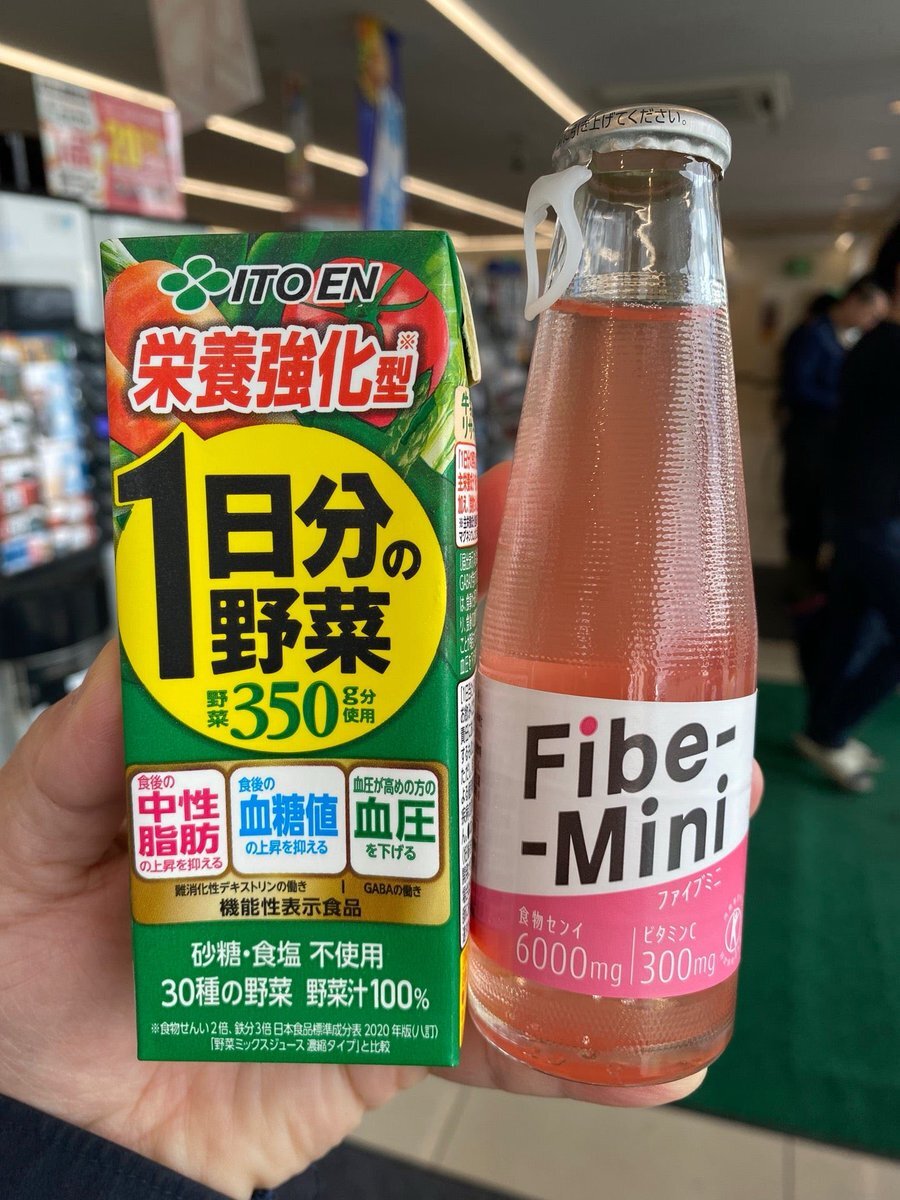 ITO EN
栄養強化型※
1日分の
野菜
野菜350g分使用
食後の
中性
脂肪
の上昇を抑える
食後の
血糖値
の上昇を抑える
血圧が高めの方の
血圧
を下げる
難消化性デキストリンの働き
GABAの働き
機能性表示食品
砂糖・食塩 不使用
30種の野菜 野菜汁100%
※食物せんい2倍、鉄分3倍 日本食品標準成分表 2020年版(八訂)
「野菜ミックスジュース 濃縮タイプ」と比較
き上げてください。
Fibe-
-Mini
ファイブミニ
食物センイ
6000mg
ビタミンC
300mg